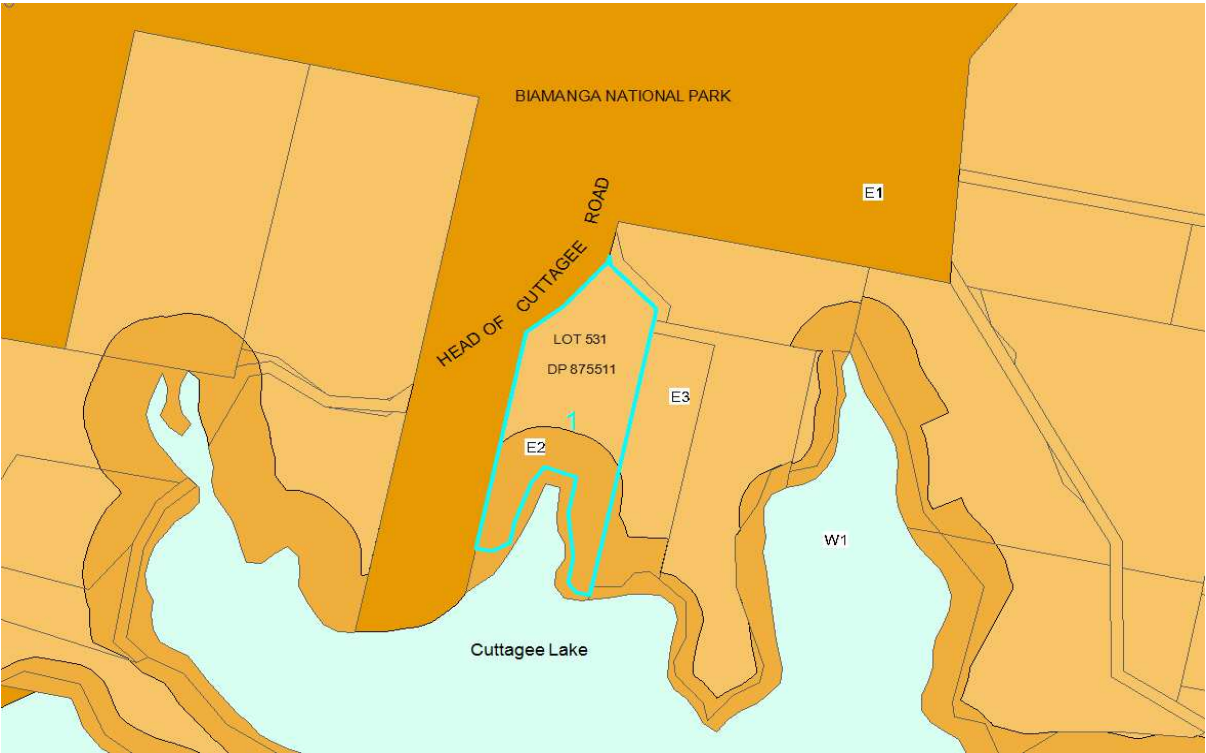 BIAMANGA NATIONAL PARK
E1
HEAD OF CUTTAGEE ROAD
LOT 531
DP 875511
E3
1
E2
W1
Cuttagee Lake